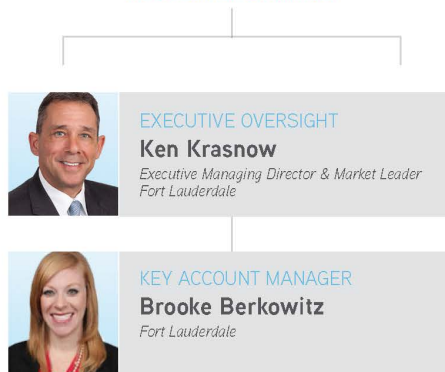 EXECUTIVE OVERSIGHT
Ken Krasnow
Executive Managing Director & Market Leader
Fort Lauderdale
KEY ACCOUNT MANAGER
Brooke Berkowitz
Fort Lauderdale